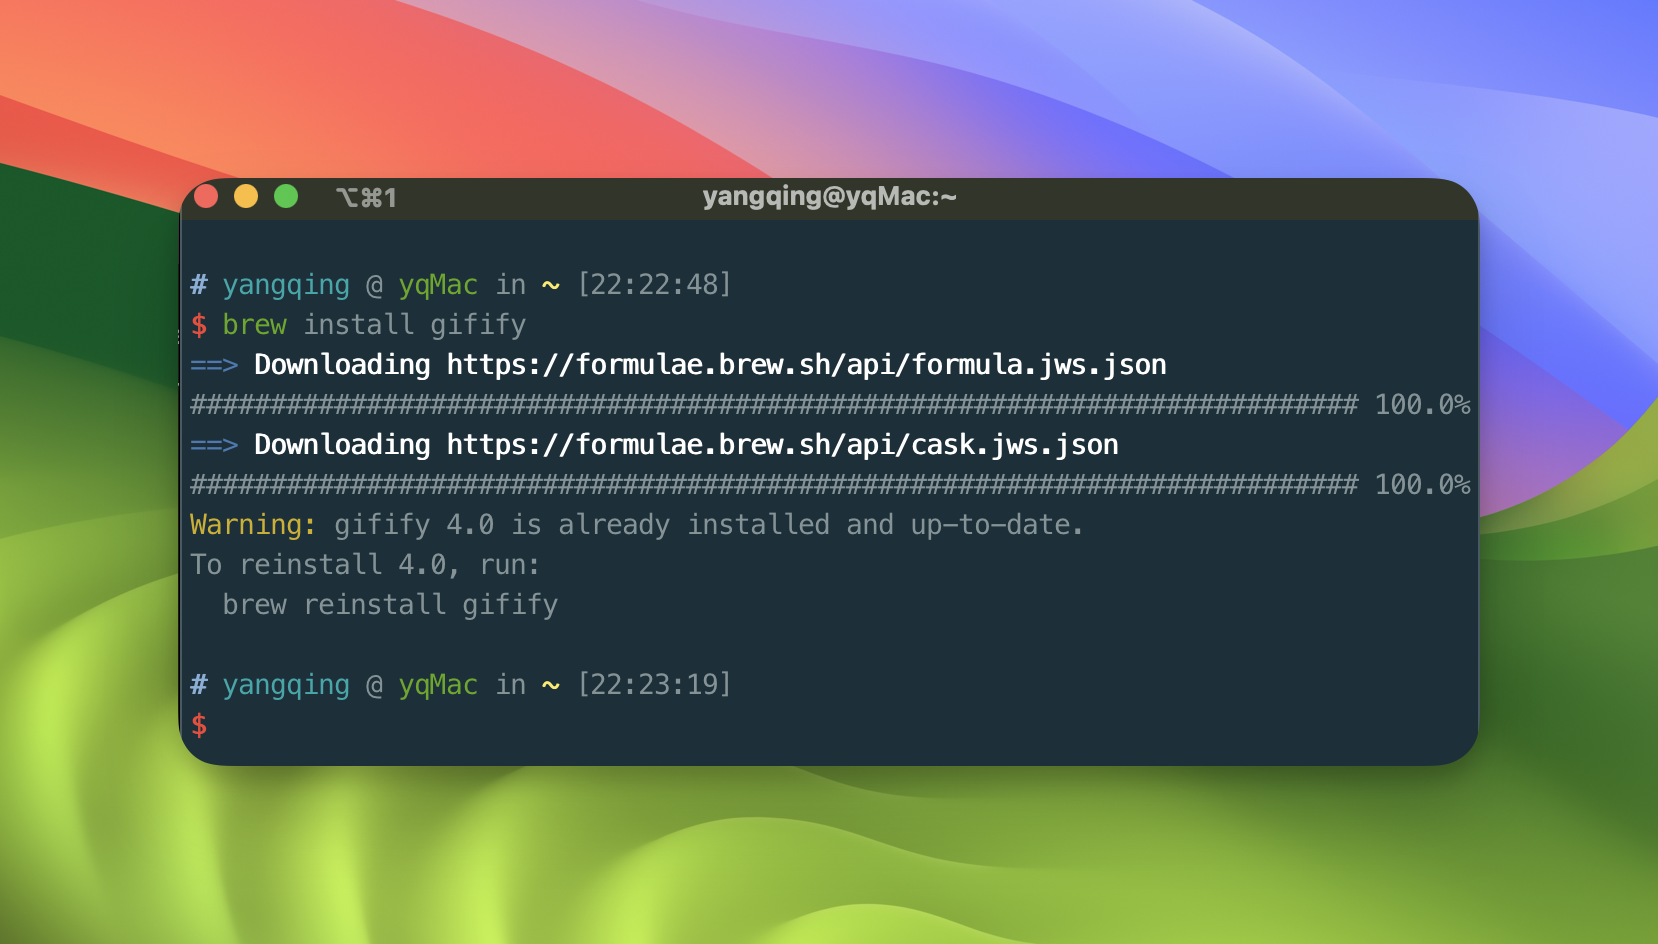 ⌥⌘1
yangqing@yqMac:~
# yangqing @ yqMac in ~ [22:22:48]
$ brew install gifify
==> Downloading https://formulae.brew.sh/api/formula.jws.json
######################################################################### 100.0%
==> Downloading https://formulae.brew.sh/api/cask.jws.json
######################################################################### 100.0%
Warning: gifify 4.0 is already installed and up-to-date.
To reinstall 4.0, run:
  brew reinstall gifify
# yangqing @ yqMac in ~ [22:23:19]
$